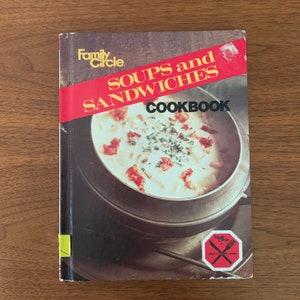 Family
Circle
SOUPS and
SANDWICHES
COOKBOOK